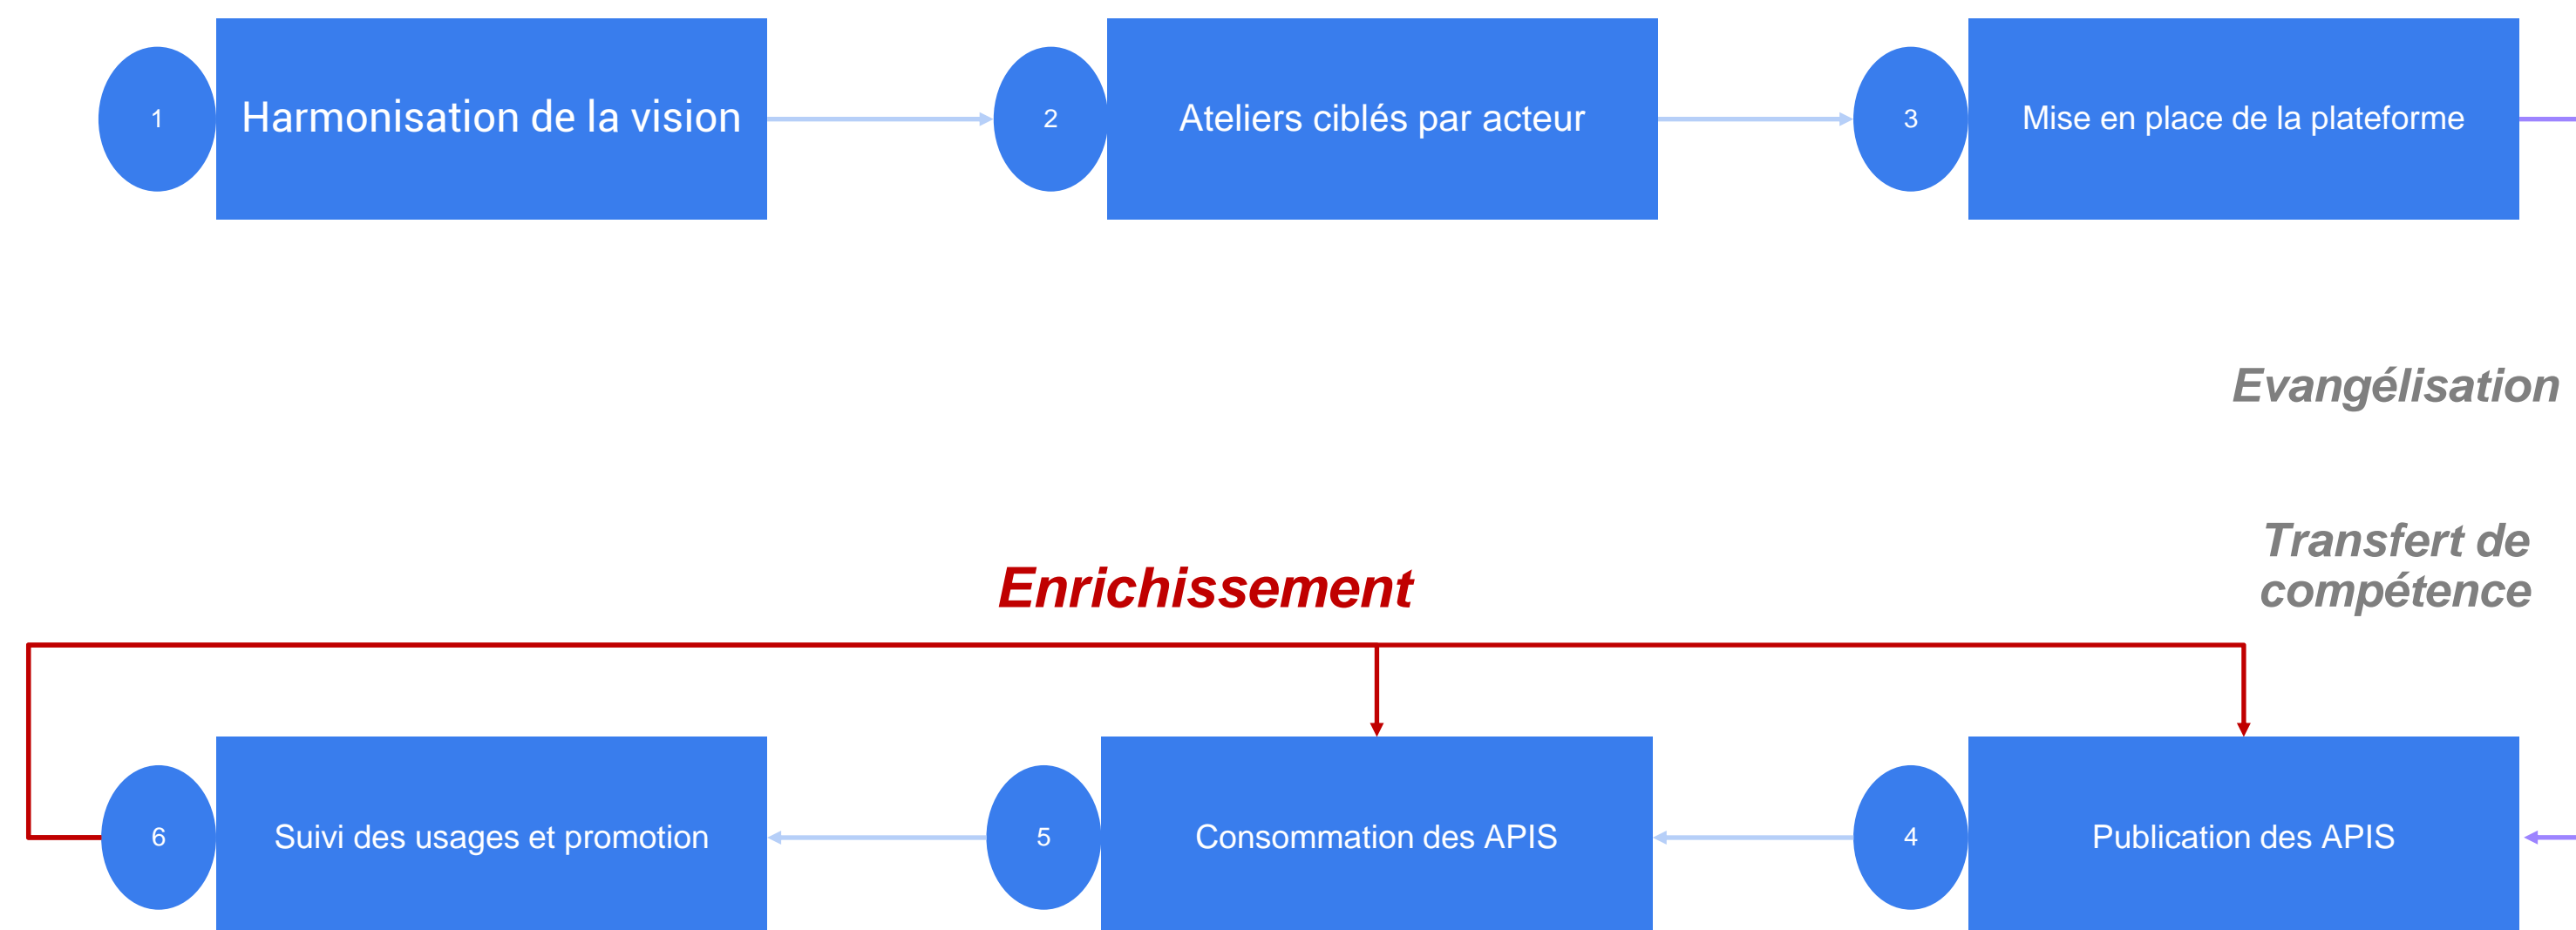 1
Harmonisation de la vision
2
Ateliers ciblés par acteur
3
Mise en place de la plateforme
Evangélisation
Transfert de
compétence
Enrichissement
6
Suivi des usages et promotion
5
Consommation des APIS
4
Publication des APIS